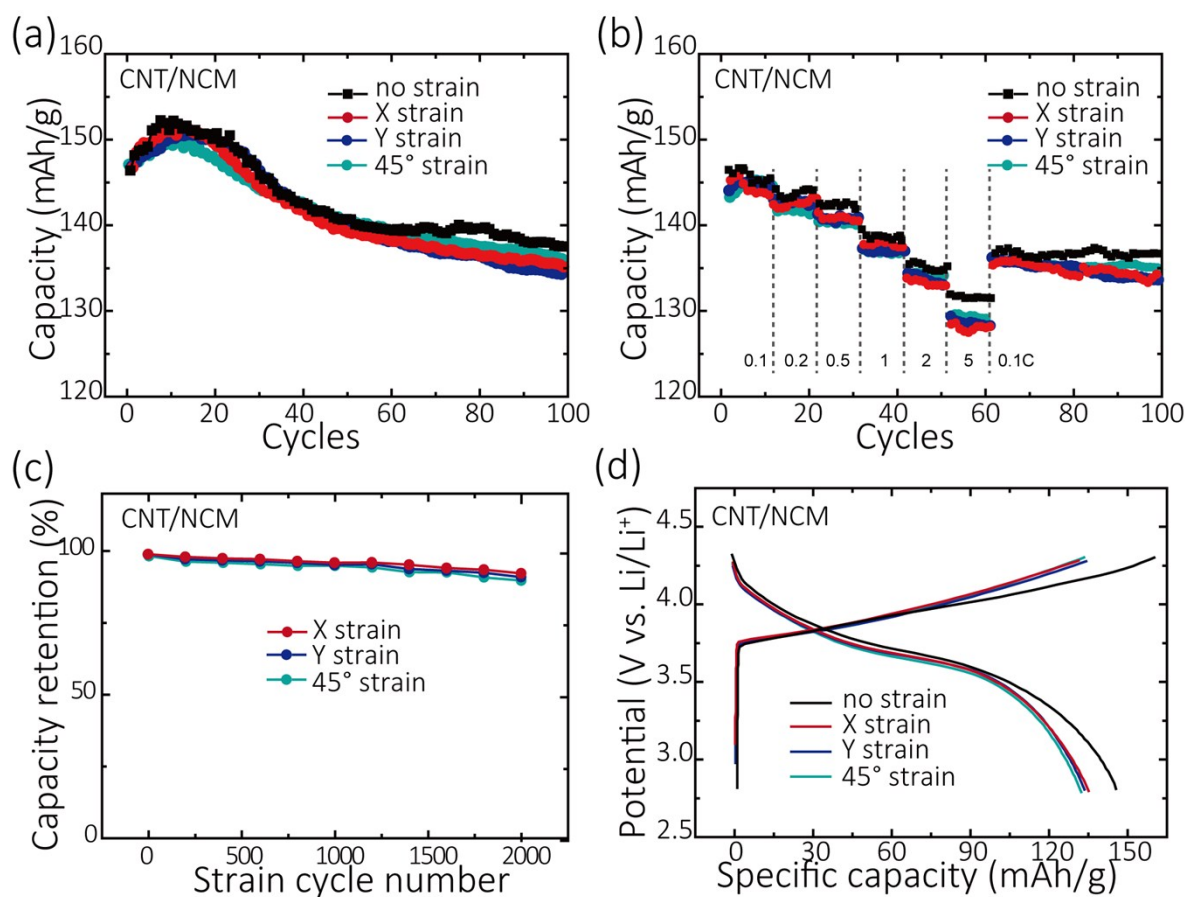 (a)
160
150
140
130
120
Capacity (mAh/g)
CNT/NCM
no strain
X strain
Y strain
45° strain
0 20 40 60 80 100
Cycles
(b)
160
150
140
130
120
Capacity (mAh/g)
CNT/NCM
no strain
X strain
Y strain
45° strain
0.1 0.2 0.5 1 2 5 0.1C
0 20 40 60 80 100
Cycles
(c)
100
50
0
Capacity retention (%)
CNT/NCM
X strain
Y strain
45° strain
0 500 1000 1500 2000
Strain cycle number
(d)
4.5
4.0
3.5
3.0
2.5
Potential (V vs. Li/Li⁺)
CNT/NCM
no strain
X strain
Y strain
45° strain
0 30 60 90 120 150
Specific capacity (mAh/g)